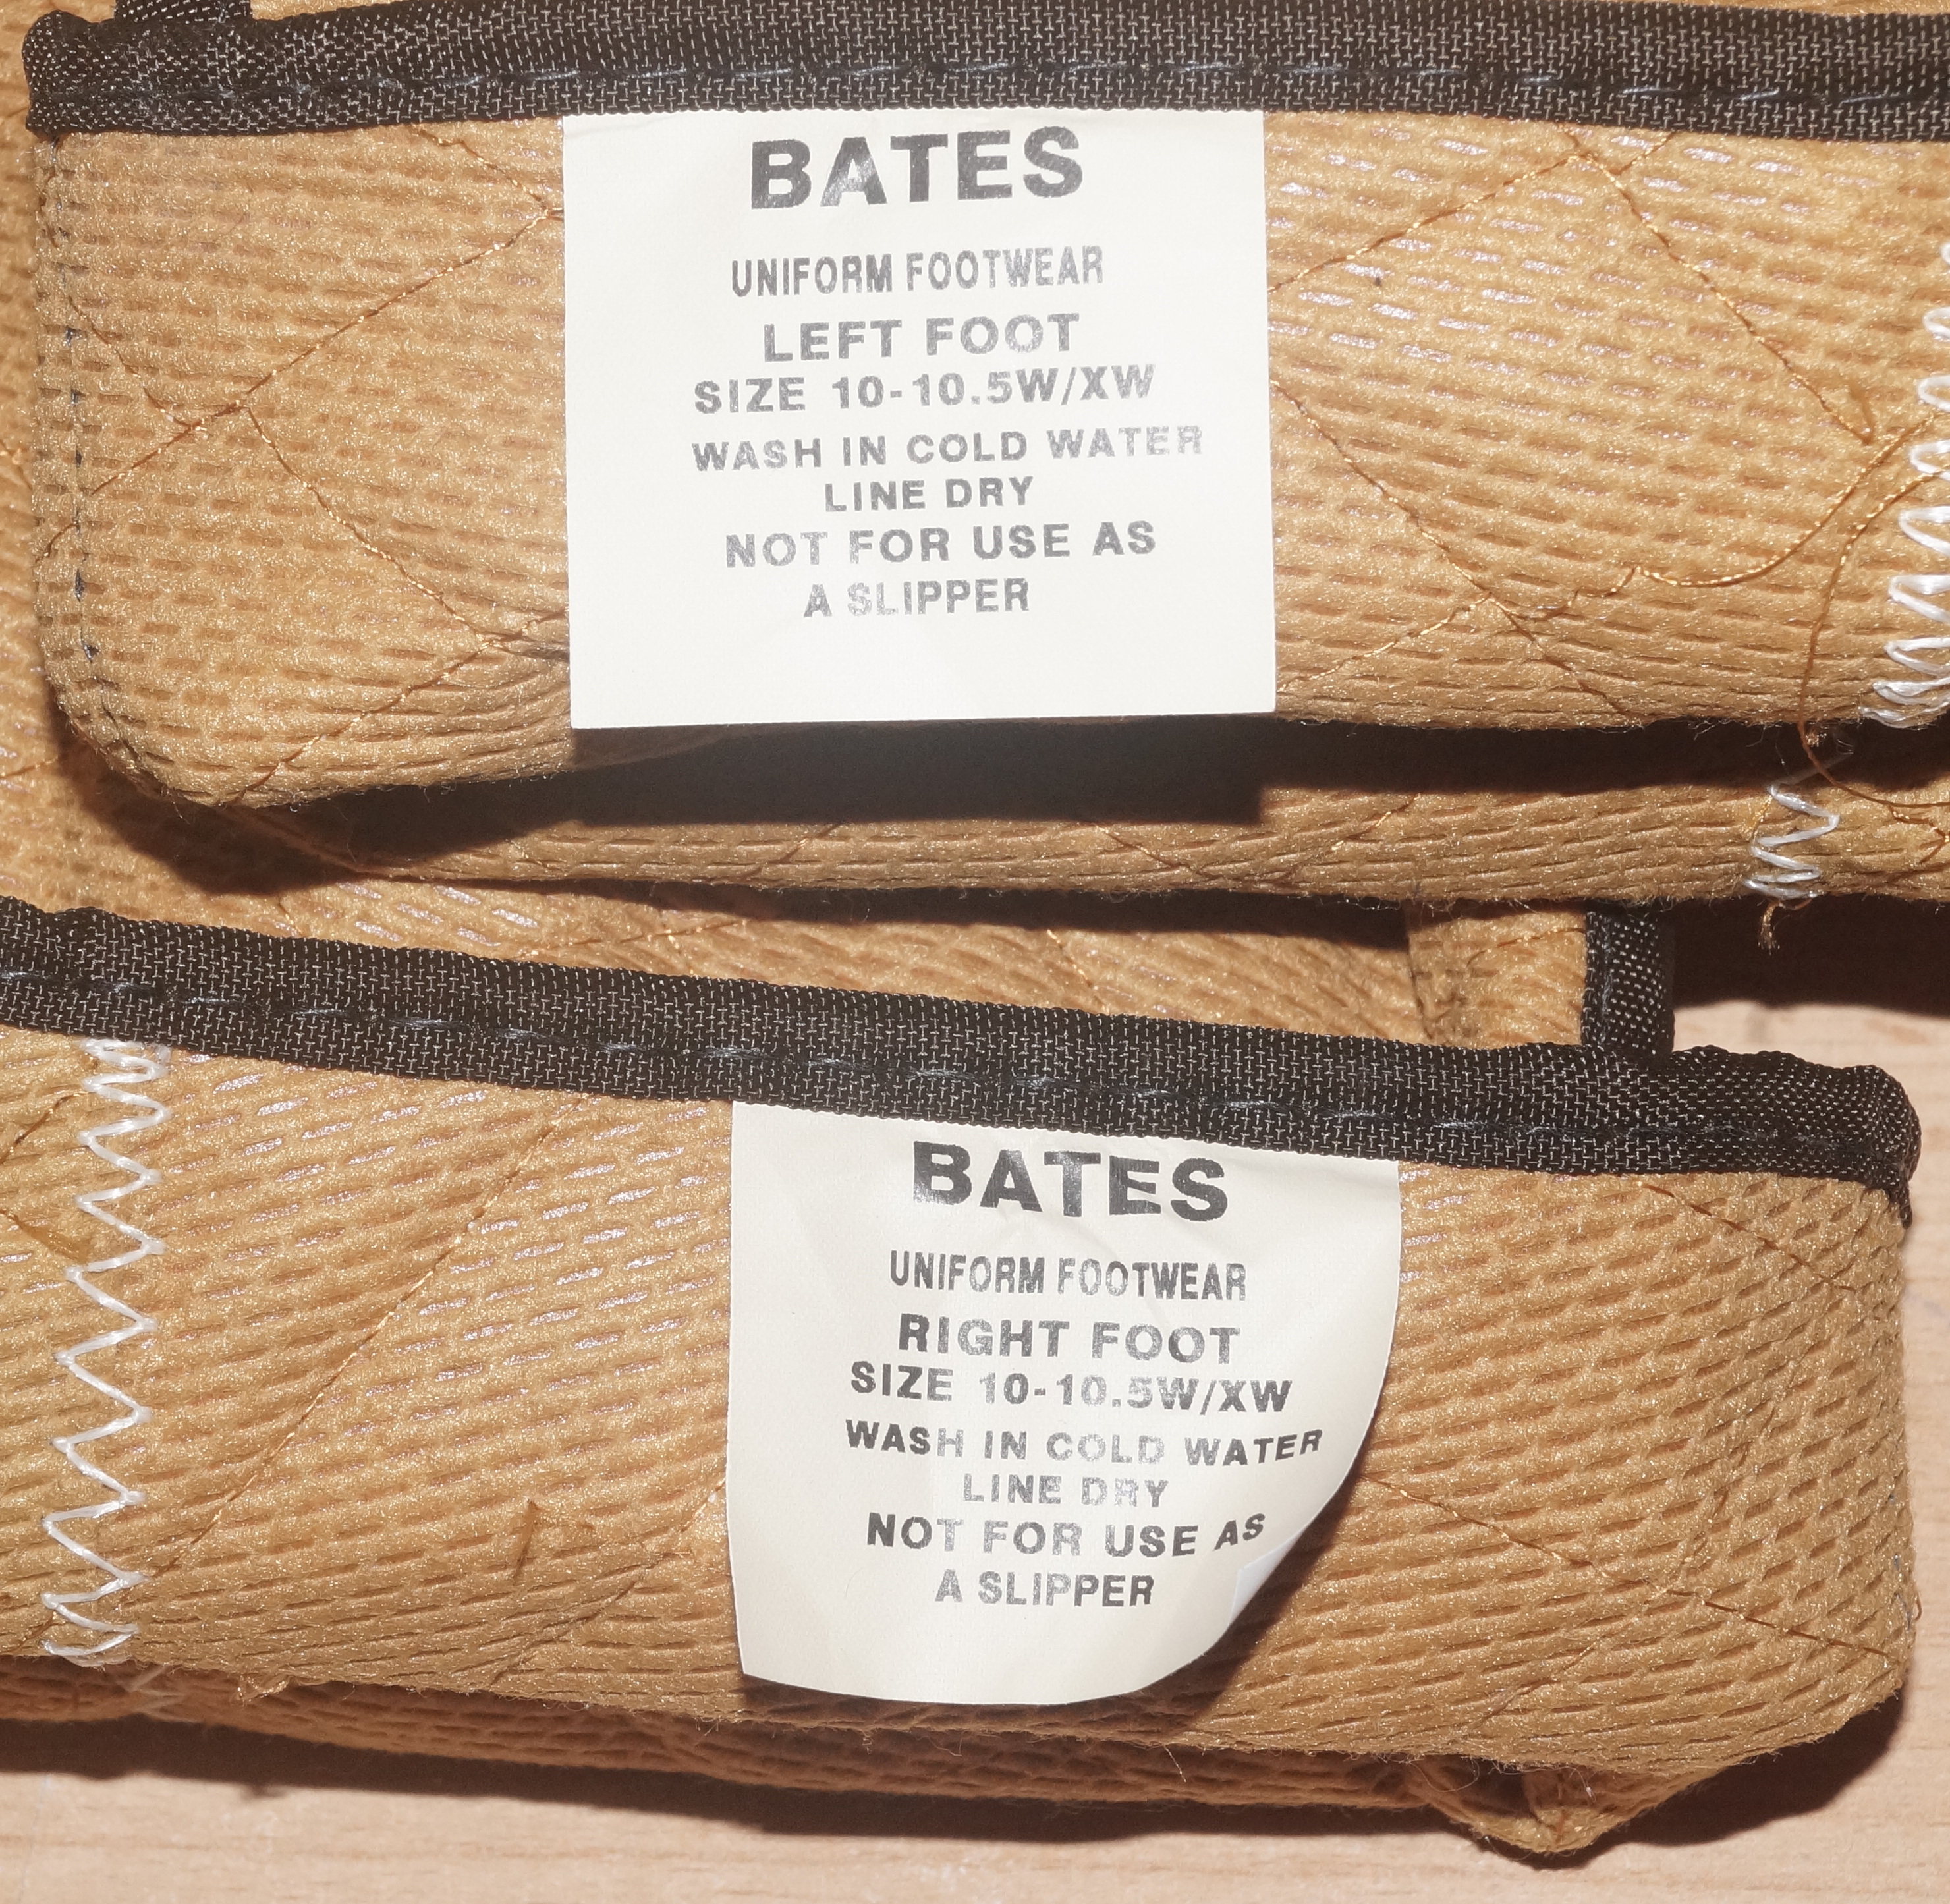 BATES
UNIFORM FOOTWEAR
LEFT FOOT
SIZE 10-10.5W/XW
WASH IN COLD WATER
LINE DRY
NOT FOR USE AS
A SLIPPER
BATES
UNIFORM FOOTWEAR
RIGHT FOOT
SIZE 10-10.5W/XW
WASH IN COLD WATER
LINE DRY
NOT FOR USE AS
A SLIPPER